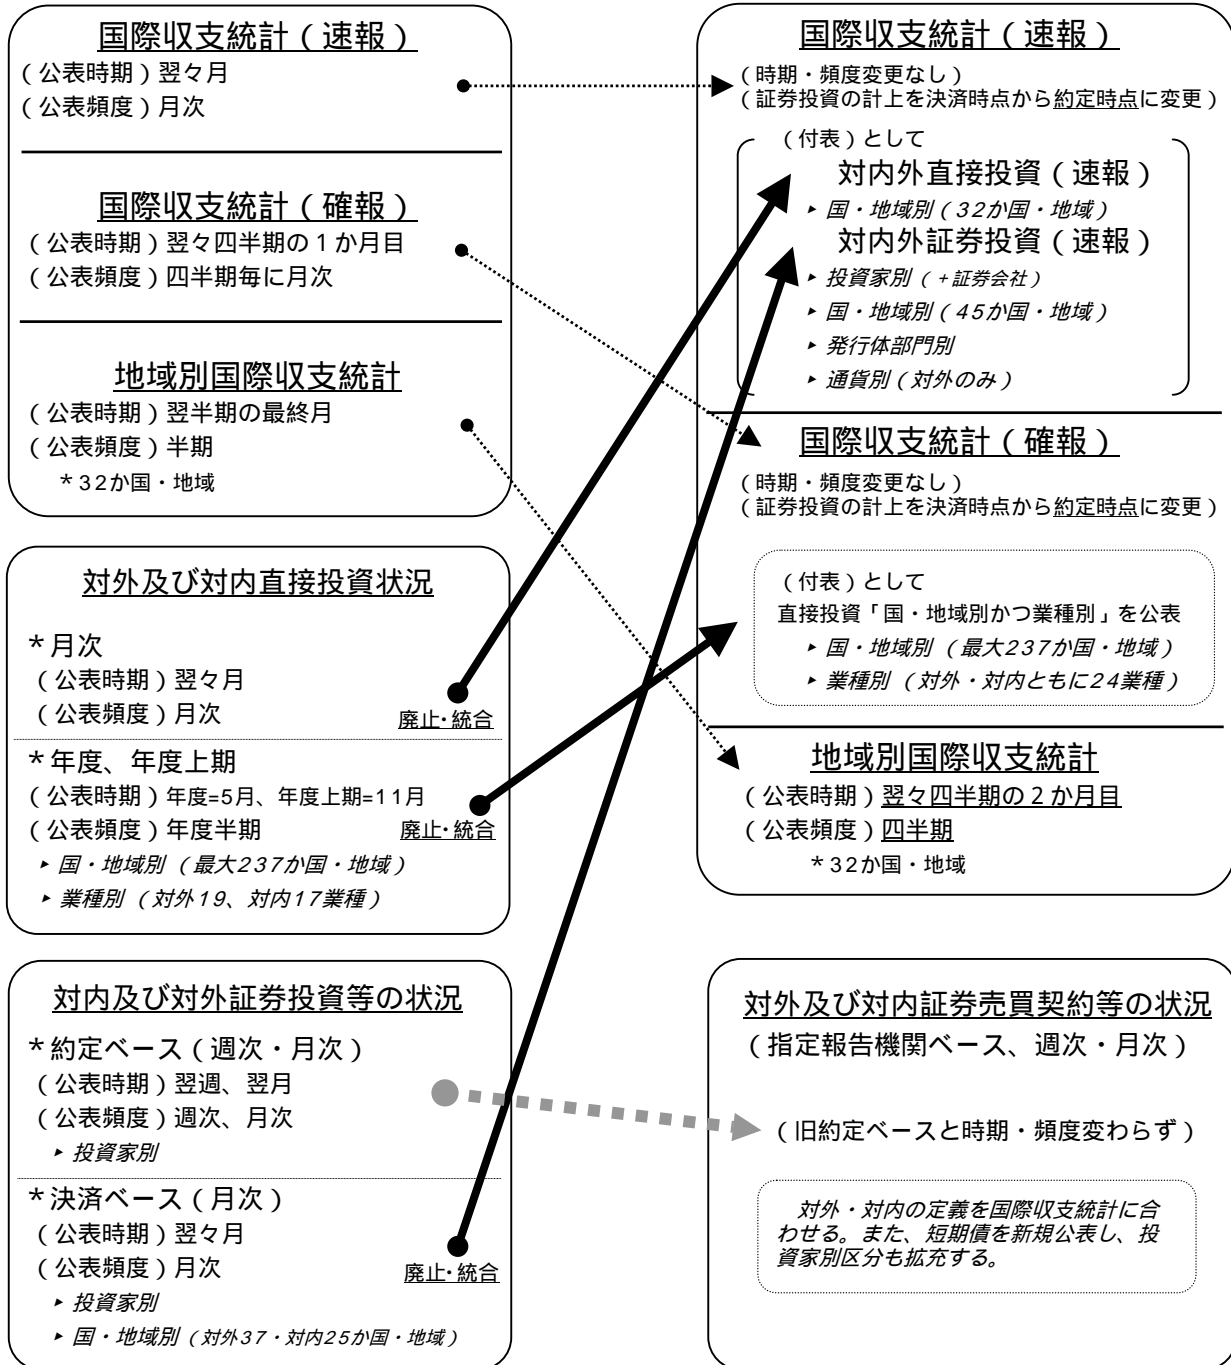 国際収支統計（速報）
（公表時期）翌々月
（公表頻度）月次
国際収支統計（確報）
（公表時期）翌々四半期の１か月目
（公表頻度）四半期毎に月次
地域別国際収支統計
（公表時期）翌半期の最終月
（公表頻度）半期
*32か国・地域
対外及び対内直接投資状況
*月次
（公表時期）翌々月
（公表頻度）月次
廃止・統合
*年度、年度上期
（公表時期）年度=5月、年度上期=11月
（公表頻度）年度半期
廃止・統合
▸ 国・地域別（最大237か国・地域）
▸ 業種別（対外19、対内17業種）
対内及び対外証券投資等の状況
*約定ベース（週次・月次）
（公表時期）翌週、翌月
（公表頻度）週次、月次
▸ 投資家別
*決済ベース（月次）
（公表時期）翌々月
（公表頻度）月次
廃止・統合
▸ 投資家別
▸ 国・地域別（対外37・対内25か国・地域）
国際収支統計（速報）
（時期・頻度変更なし）
（証券投資の計上を決済時点から約定時点に変更）
（付表）として
対内外直接投資（速報）
▸ 国・地域別（32か国・地域）
対内外証券投資（速報）
▸ 投資家別（+証券会社）
▸ 国・地域別（45か国・地域）
▸ 発行体部門別
▸ 通貨別（対外のみ）
国際収支統計（確報）
（時期・頻度変更なし）
（証券投資の計上を決済時点から約定時点に変更）
（付表）として
直接投資「国・地域別かつ業種別」を公表
▸ 国・地域別（最大237か国・地域）
▸ 業種別（対外・対内ともに24業種）
地域別国際収支統計
（公表時期）翌々四半期の２か月目
（公表頻度）四半期
*32か国・地域
対外及び対内証券売買契約等の状況
（指定報告機関ベース、週次・月次）
（旧約定ベースと時期・頻度変わらず）
対外・対内の定義を国際収支統計に合
わせる。また、短期債を新規公表し、投
資家別区分も拡充する。